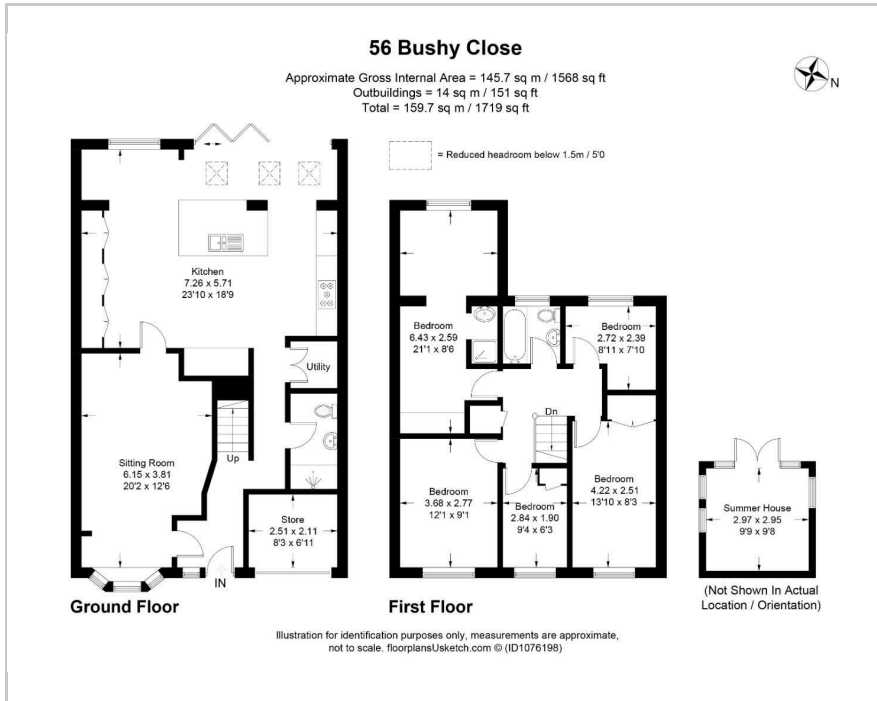 56 Bushy Close
Approximate Gross Internal Area = 145.7 sq m / 1568 sq ft
Outbuildings = 14 sq m / 151 sq ft
Total = 159.7 sq m / 1719 sq ft
N
= Reduced headroom below 1.5m / 5'0
Kitchen
7.26 x 5.71
23'10 x 18'9
Utility
Up
Sitting Room
6.15 x 3.81
20'2 x 12'6
Store
2.51 x 2.11
8'3 x 6'11
IN
Ground Floor
Bedroom
6.43 x 2.59
21'1 x 8'6
Bedroom
2.72 x 2.39
8'11 x 7'10
Dn
Bedroom
3.68 x 2.77
12'1 x 9'1
Bedroom
2.84 x 1.90
9'4 x 6'3
Bedroom
4.22 x 2.51
13'10 x 8'3
First Floor
Summer House
2.97 x 2.95
9'9 x 9'8
(Not Shown In Actual
Location / Orientation)
Illustration for identification purposes only, measurements are approximate,
not to scale. floorplansUsketch.com © (ID1076198)